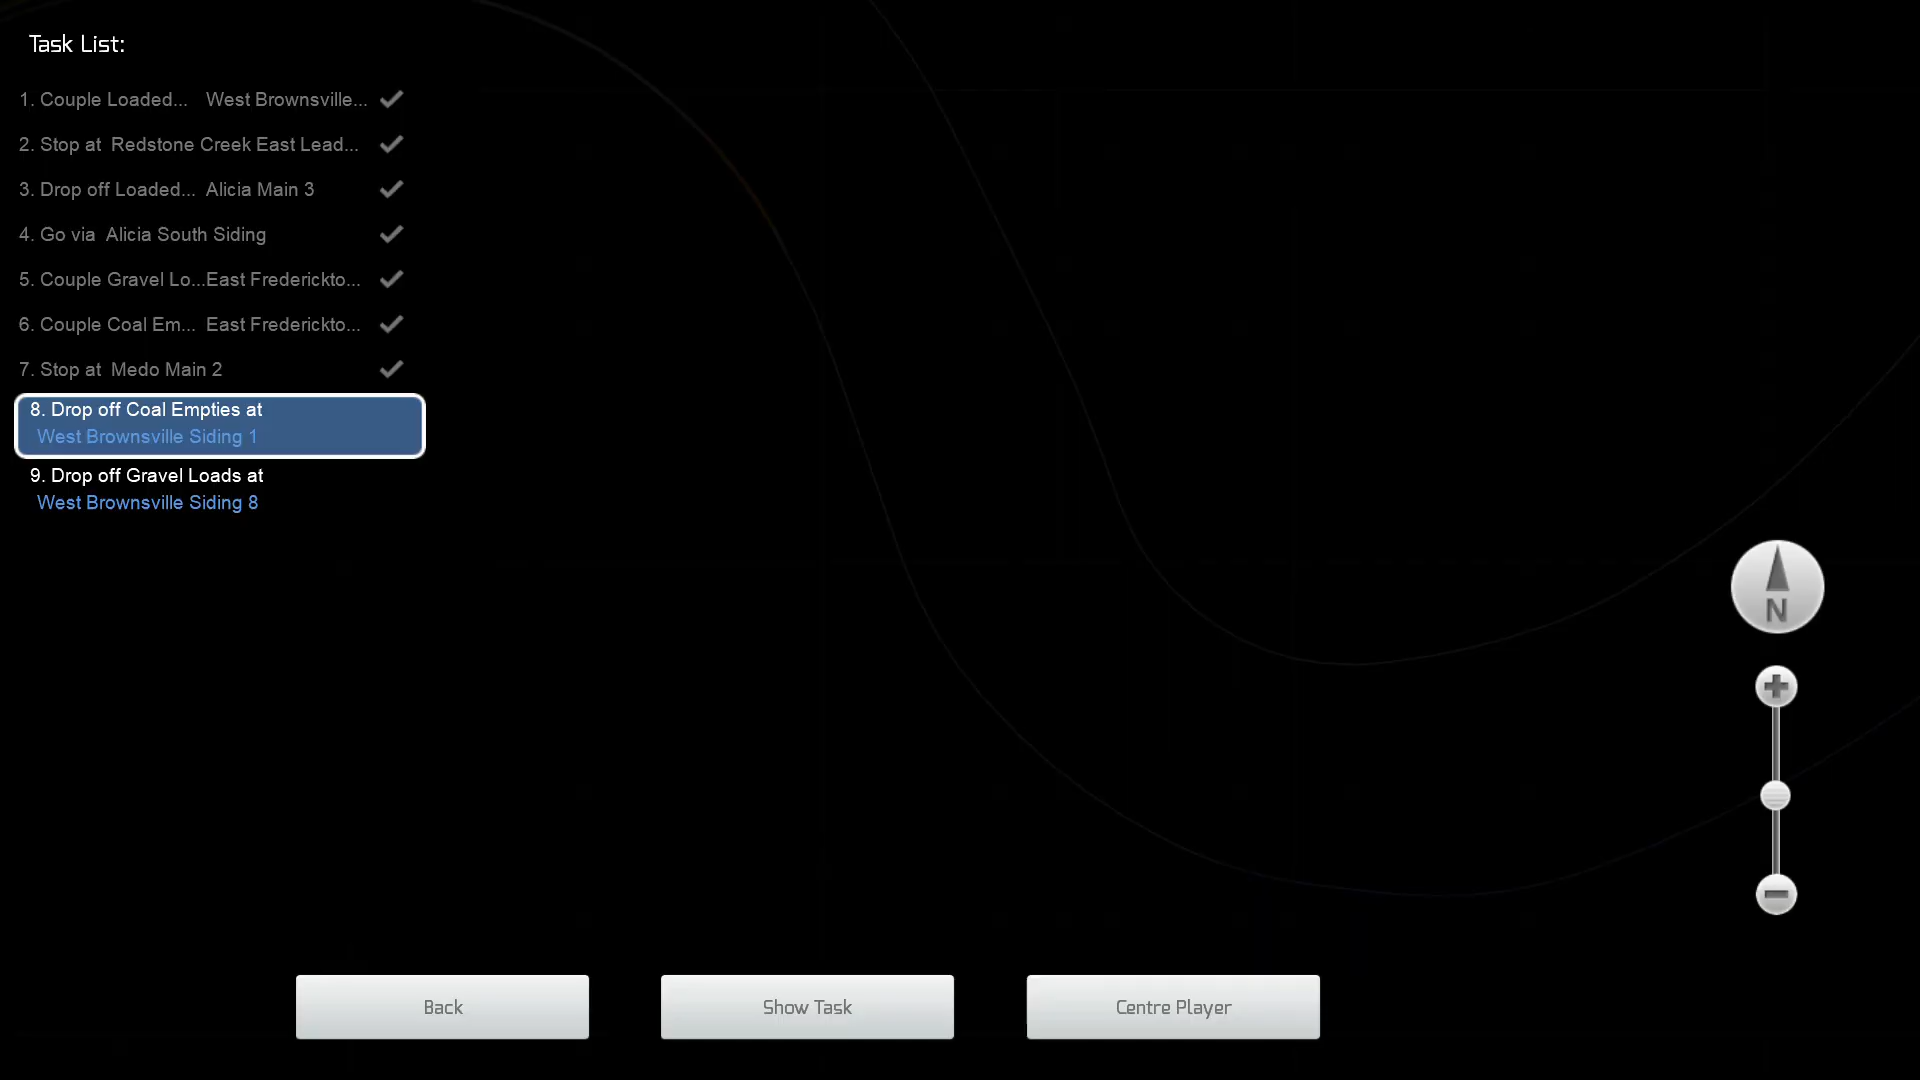 Task List:
1. Couple Loaded... West Brownsville...
2. Stop at Redstone Creek East Lead...
3. Drop off Loaded... Alicia Main 3
4. Go via Alicia South Siding
5. Couple Gravel Lo...East Frederickto...
6. Couple Coal Em... East Frederickto...
7. Stop at Medo Main 2
8. Drop off Coal Empties at
West Brownsville Siding 1
9. Drop off Gravel Loads at
West Brownsville Siding 8
N
Back
Show Task
Centre Player